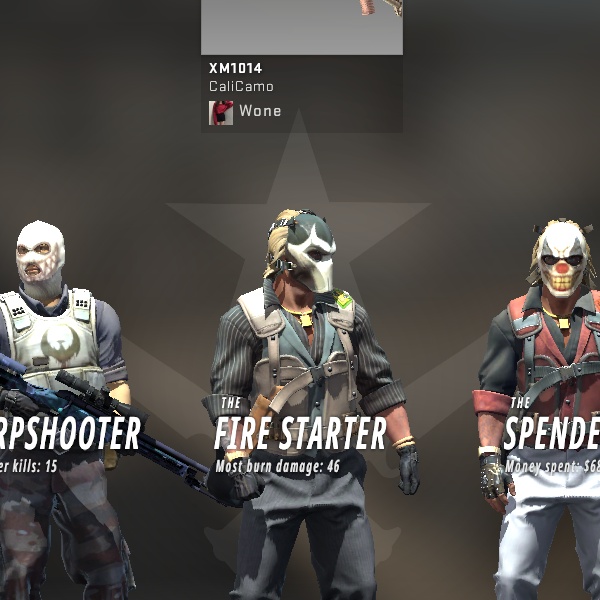 XM1014
CaliCamo
Wone
RPSHOOTER
er kills: 15
THE
FIRE STARTER
Most burn damage: 46
THE
SPENDE
Money spent: $68